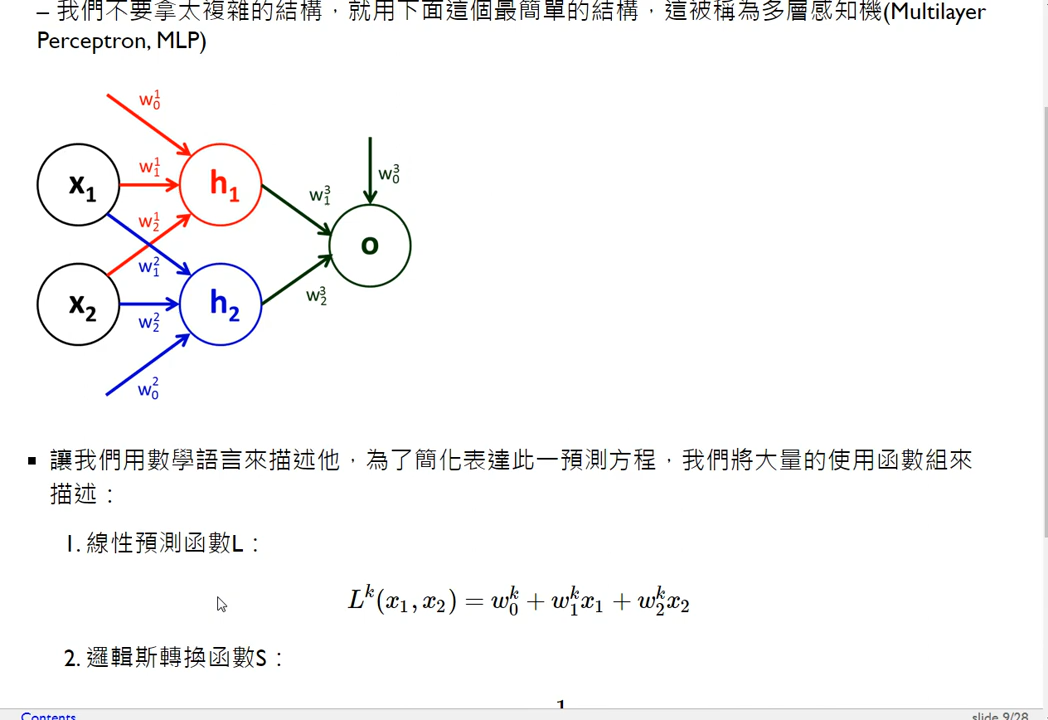 – 我們不要拿太複雜的結構，就用下面這個最簡單的結構，這被稱為多層感知機(Multilayer
Perceptron, MLP)
w₀¹
x₁
w₁¹
h₁
w₂¹
w₁³
w₀³
o
w₁²
x₂
w₂²
h₂
w₂³
w₀²
▪ 讓我們用數學語言來描述他，為了簡化表達此一預測方程，我們將大量的使用函數組來
描述：
1. 線性預測函數L：
Lᵏ(x₁, x₂) = w₀ᵏ + w₁ᵏx₁ + w₂ᵏx₂
2. 邏輯斯轉換函數S：
1
Contents
slide 9/28